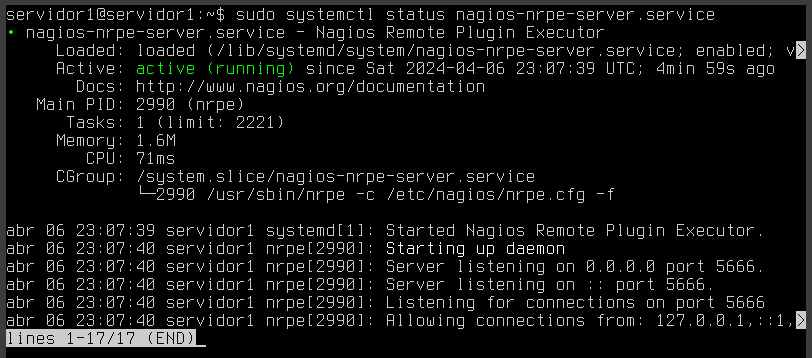 servidor1@servidor1:~$ sudo systemctl status nagios-nrpe-server.service
• nagios-nrpe-server.service - Nagios Remote Plugin Executor
Loaded: loaded (/lib/systemd/system/nagios-nrpe-server.service; enabled; v>
Active: active (running) since Sat 2024-04-06 23:07:39 UTC; 4min 59s ago
Docs: http://www.nagios.org/documentation
Main PID: 2990 (nrpe)
Tasks: 1 (limit: 2221)
Memory: 1.6M
CPU: 71ms
CGroup: /system.slice/nagios-nrpe-server.service
└─2990 /usr/sbin/nrpe -c /etc/nagios/nrpe.cfg -f
abr 06 23:07:39 servidor1 systemd[1]: Started Nagios Remote Plugin Executor.
abr 06 23:07:40 servidor1 nrpe[2990]: Starting up daemon
abr 06 23:07:40 servidor1 nrpe[2990]: Server listening on 0.0.0.0 port 5666.
abr 06 23:07:40 servidor1 nrpe[2990]: Server listening on :: port 5666.
abr 06 23:07:40 servidor1 nrpe[2990]: Listening for connections on port 5666
abr 06 23:07:40 servidor1 nrpe[2990]: Allowing connections from: 127.0.0.1,::1,>
lines 1-17/17 (END)